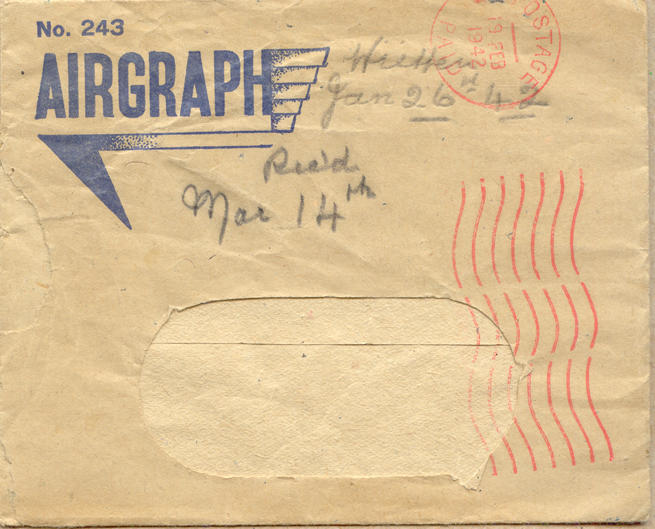 No. 243
AIRGRAPH
POSTAGE
PAID
19 FEB
1942
Written
Jan 26th 42
Rec'd
Mar 14th